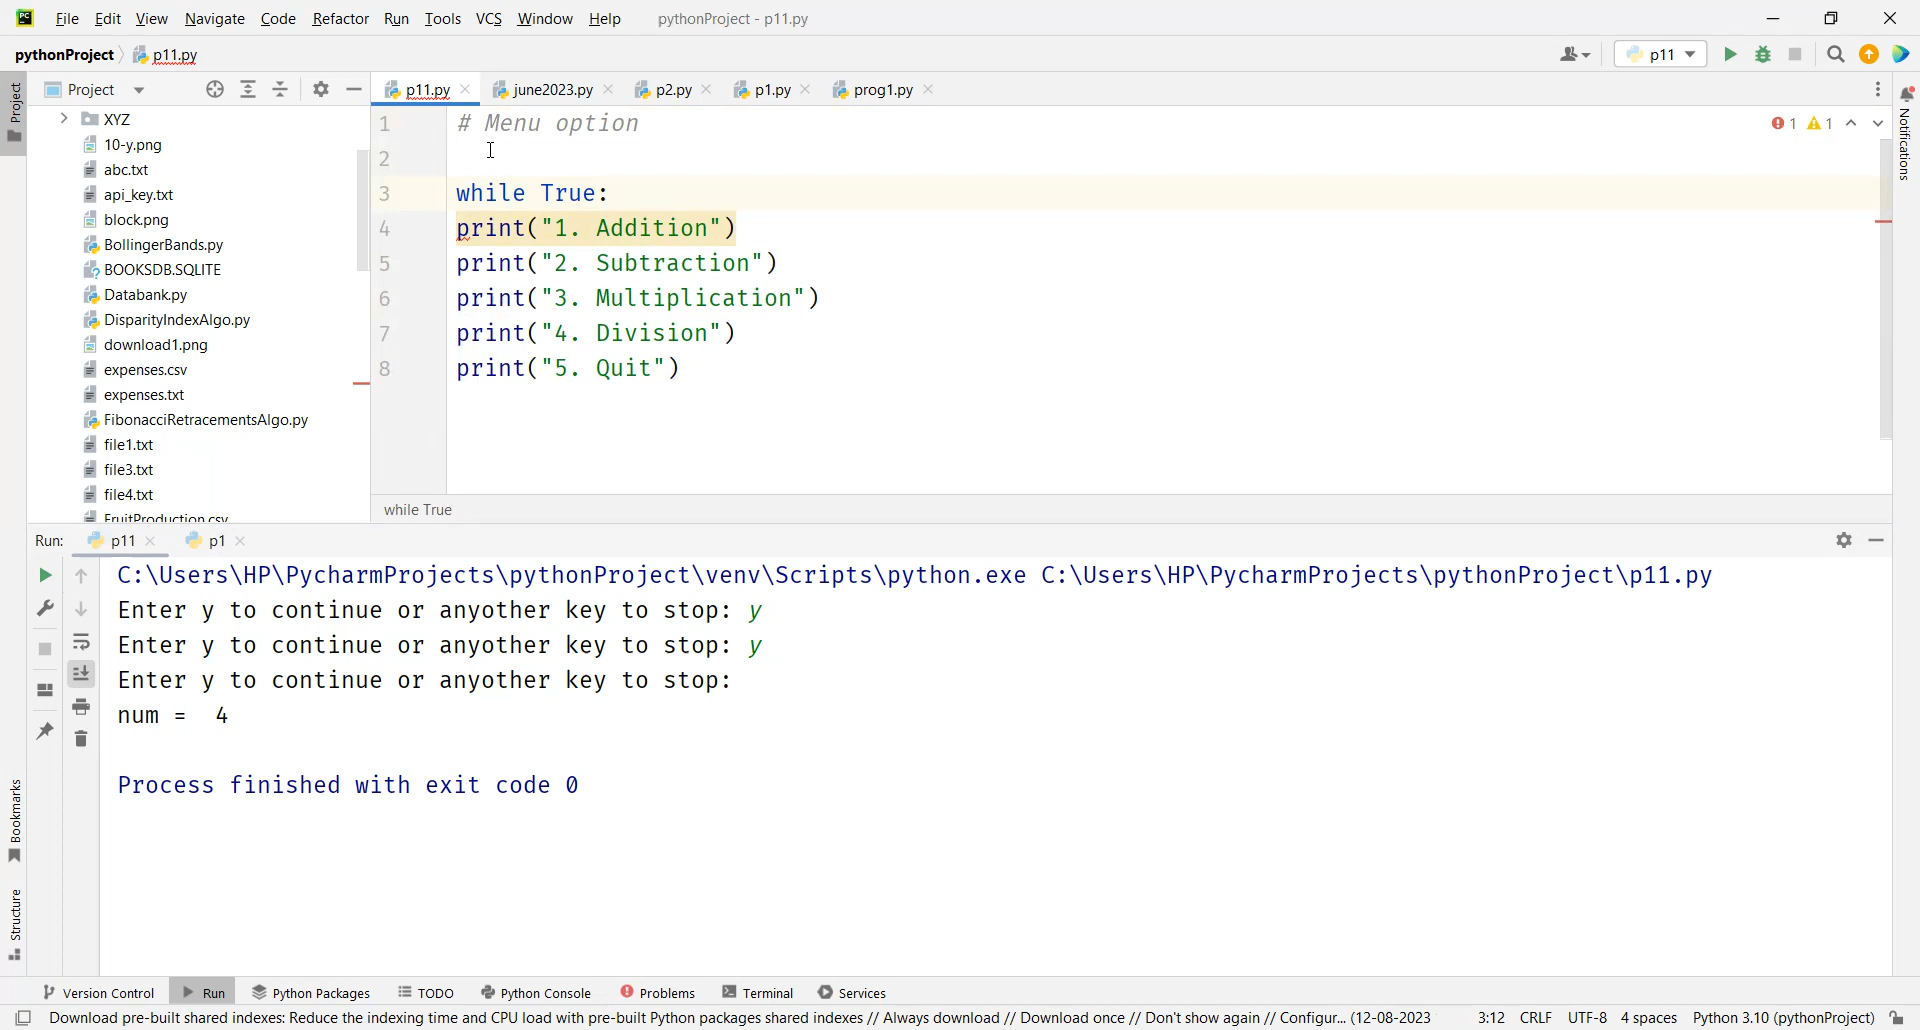 PC File Edit View Navigate Code Refactor Run Tools VCS Window Help pythonProject - p11.py
pythonProject p11.py p11
Project p11.py june2023.py p2.py p1.py prog1.py
Project
Notifications
XYZ
10-y.png
abc.txt
api_key.txt
block.png
BollingerBands.py
BOOKSDB.SQLITE
Databank.py
DisparityIndexAlgo.py
download1.png
expenses.csv
expenses.txt
FibonacciRetracementsAlgo.py
file1.txt
file3.txt
file4.txt
FruitProduction.csv
1 # Menu option 1 1
2
3 while True:
4 print("1. Addition")
5 print("2. Subtraction")
6 print("3. Multiplication")
7 print("4. Division")
8 print("5. Quit")
while True
Run: p11 p1
C:\Users\HP\PycharmProjects\pythonProject\venv\Scripts\python.exe C:\Users\HP\PycharmProjects\pythonProject\p11.py
Enter y to continue or anyother key to stop: y
Enter y to continue or anyother key to stop: y
Enter y to continue or anyother key to stop:
num =  4
Process finished with exit code 0
Bookmarks
Structure
Version Control Run Python Packages TODO Python Console Problems Terminal Services
Download pre-built shared indexes: Reduce the indexing time and CPU load with pre-built Python packages shared indexes // Always download // Download once // Don't show again // Configur... (12-08-2023 3:12 CRLF UTF-8 4 spaces Python 3.10 (pythonProject)